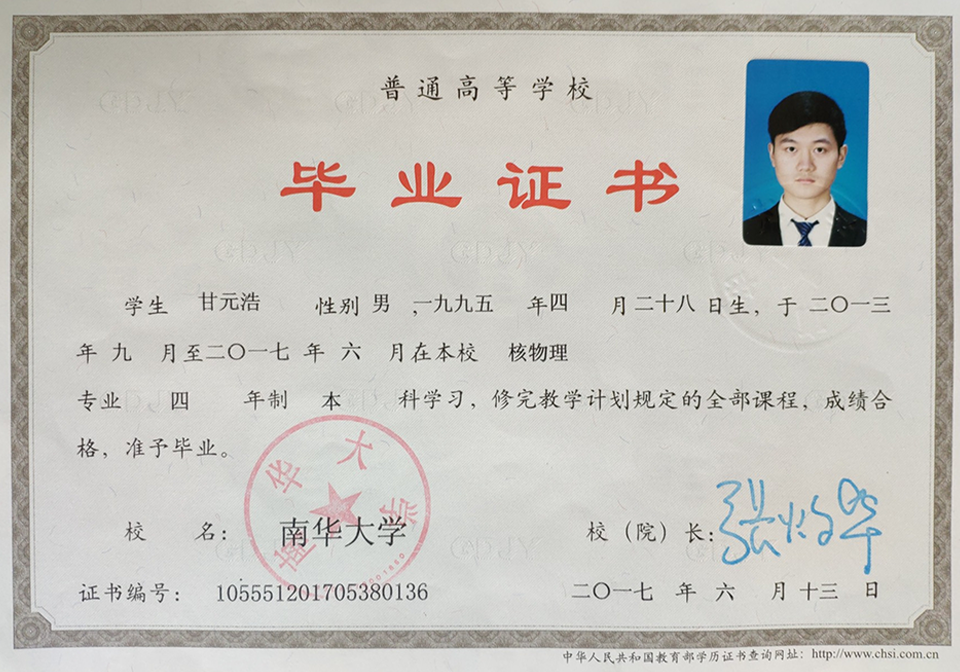 普通高等学校
毕业证书
学生 甘元浩 性别 男 ,一九九五 年四 月二十八 日生，于 二〇一三
年 九 月至二〇一七 年 六 月在本校 核物理
专业 四 年制 本 科学习，修完教学计划规定的全部课程，成绩合
格，准予毕业。
校 名： 南华大学
校（院）长：张灼华
南华大学
证书编号： 105551201705380136
二〇一七 年 六 月 十三 日
中华人民共和国教育部学历证书查询网址： http://www.chsi.com.cn